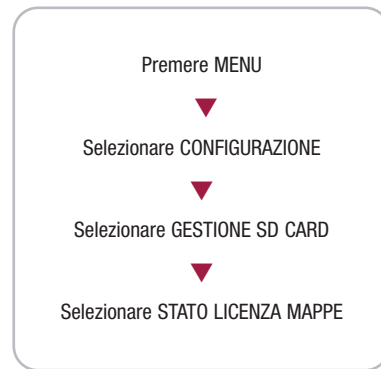 Premere MENU
Selezionare CONFIGURAZIONE
Selezionare GESTIONE SD CARD
Selezionare STATO LICENZA MAPPE